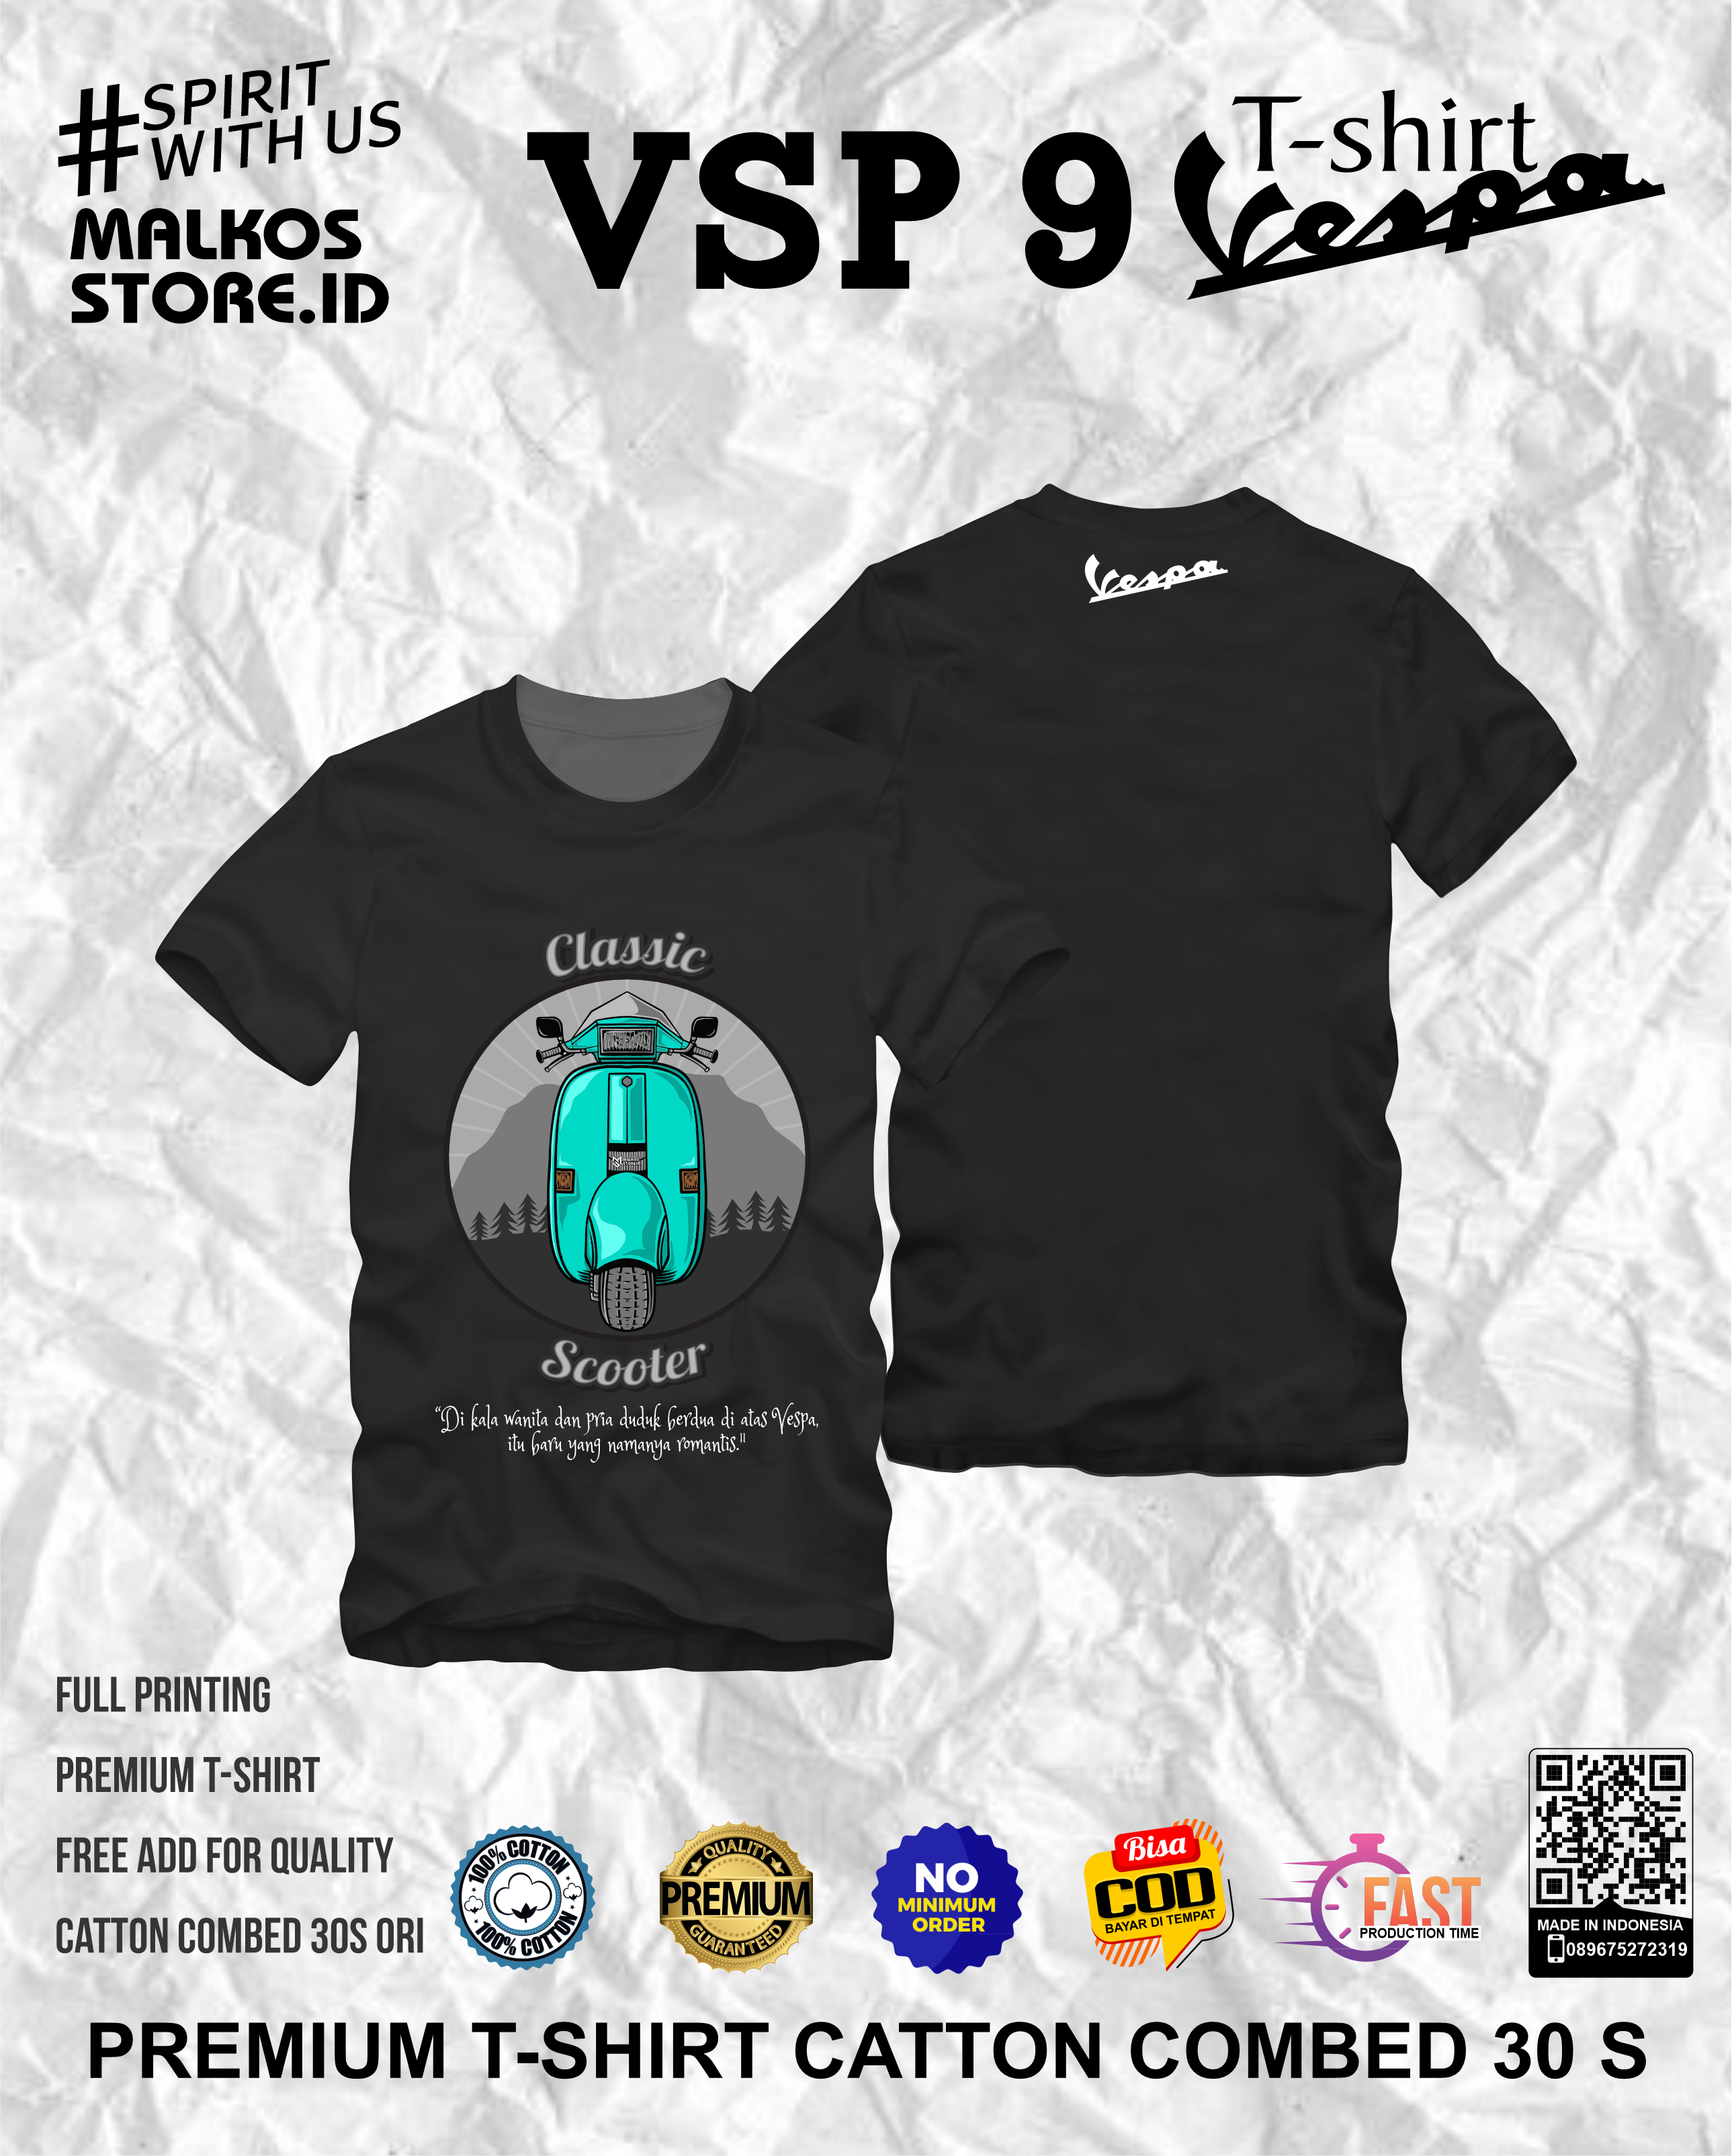 #SPIRIT
WITH US
MALKOS
STORE.ID
VSP 9
T-shirt
Vespa
Vespa
Classic
Scooter
"Di kala wanita dan pria duduk berdua di atas Vespa,
itu baru yang namanya romantis."
FULL PRINTING
PREMIUM T-SHIRT
FREE ADD FOR QUALITY
CATTON COMBED 30S ORI
100% COTTON
100% COTTON
QUALITY
PREMIUM
GUARANTEED
NO
MINIMUM
ORDER
Bisa
COD
BAYAR DI TEMPAT
FAST
PRODUCTION TIME
MADE IN INDONESIA
089675272319
PREMIUM T-SHIRT CATTON COMBED 30 S